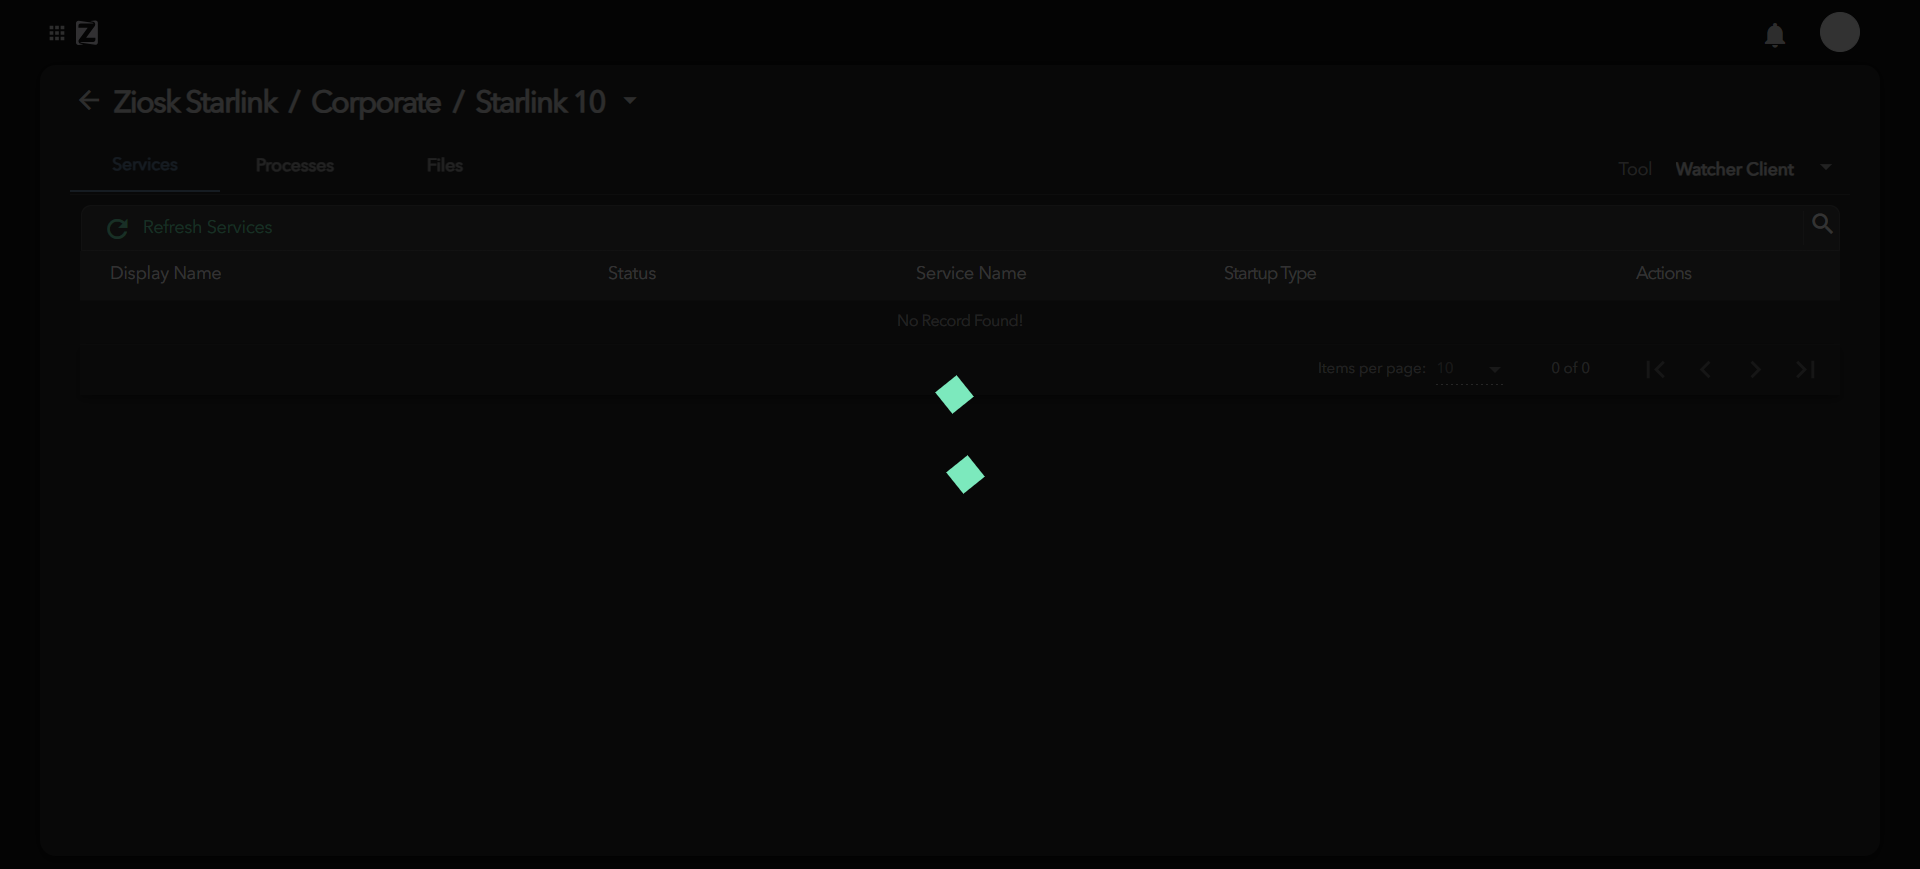 Z
Ziosk Starlink / Corporate / Starlink 10
Services Processes Files
Tool Watcher Client
Refresh Services
Display Name Status Service Name Startup Type Actions
No Record Found!
Items per page: 10 0 of 0